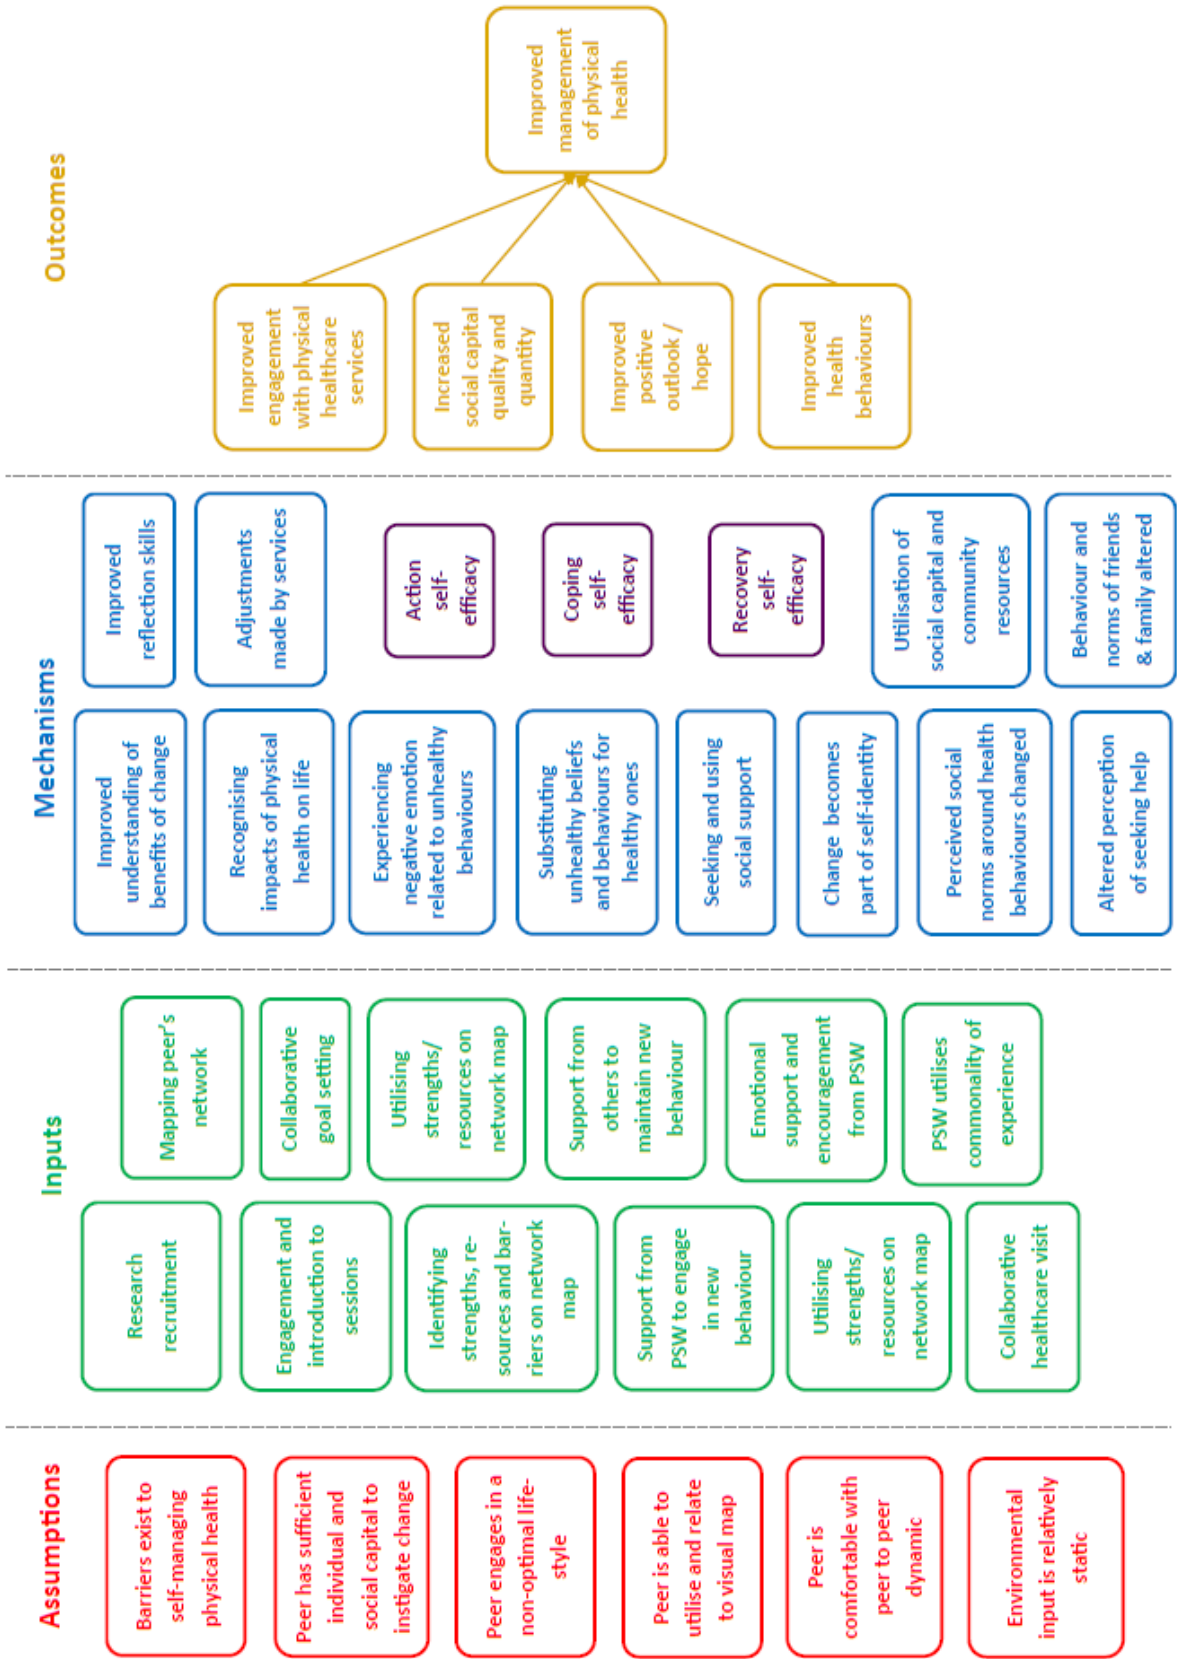 Assumptions
Barriers exist to
self-managing
physical health
Peer has sufficient
individual and
social capital to
instigate change
Peer engages in a
non-optimal life-
style
Peer is able to
utilise and relate
to visual map
Peer is
comfortable with
peer to peer
dynamic
Environmental
input is relatively
static
Inputs
Research
recruitment
Engagement and
introduction to
sessions
Identifying
strengths, re-
sources and bar-
riers on network
map
Support from
PSW to engage
in new
behaviour
Utilising
strengths/
resources on
network map
Collaborative
healthcare visit
Mapping peer's
network
Collaborative
goal setting
Utilising
strengths/
resources on
network map
Support from
others to
maintain new
behaviour
Emotional
support and
encouragement
from PSW
PSW utilises
commonality of
experience
Mechanisms
Improved
understanding of
benefits of change
Recognising
impacts of physical
health on life
Experiencing
negative emotion
related to unhealthy
behaviours
Substituting
unhealthy beliefs
and behaviours for
healthy ones
Seeking and using
social support
Change becomes
part of self-identity
Perceived social
norms around health
behaviours changed
Altered perception
of seeking help
Improved
reflection skills
Adjustments
made by services
Action
self-
efficacy
Coping
self-
efficacy
Recovery
self-
efficacy
Utilisation of
social capital and
community
resources
Behaviour and
norms of friends
& family altered
Outcomes
Improved
engagement
with physical
healthcare
services
Increased
social capital
quality and
quantity
Improved
positive
outlook /
hope
Improved
health
behaviours
Improved
management
of physical
health